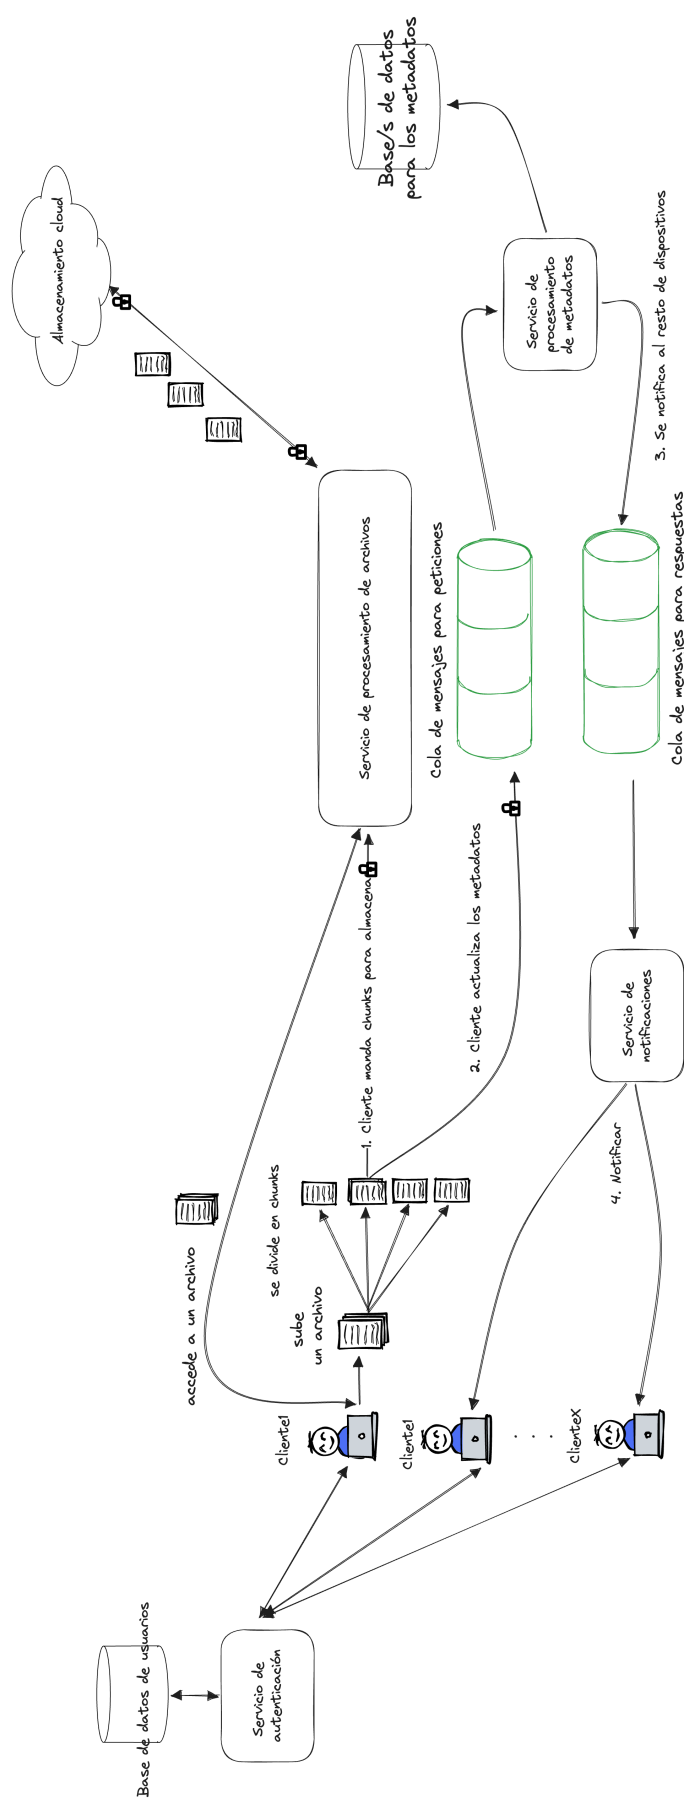 Base de datos de usuarios
Servicio de
autenticación
Cliente1
Cliente1
. . .
ClienteX
accede a un archivo
sube
un archivo
se divide en chunks
1. Cliente manda chunks para almacena
2. Cliente actualiza los metadatos
4. Notificar
Servicio de
notificaciones
Servicio de procesamiento de archivos
Cola de mensajes para peticiones
Cola de mensajes para respuestas
Almacenamiento cloud
Servicio de
procesamiento
de metadatos
3. Se notifica al resto de dispositivos
Base/s de datos
para los metadatos